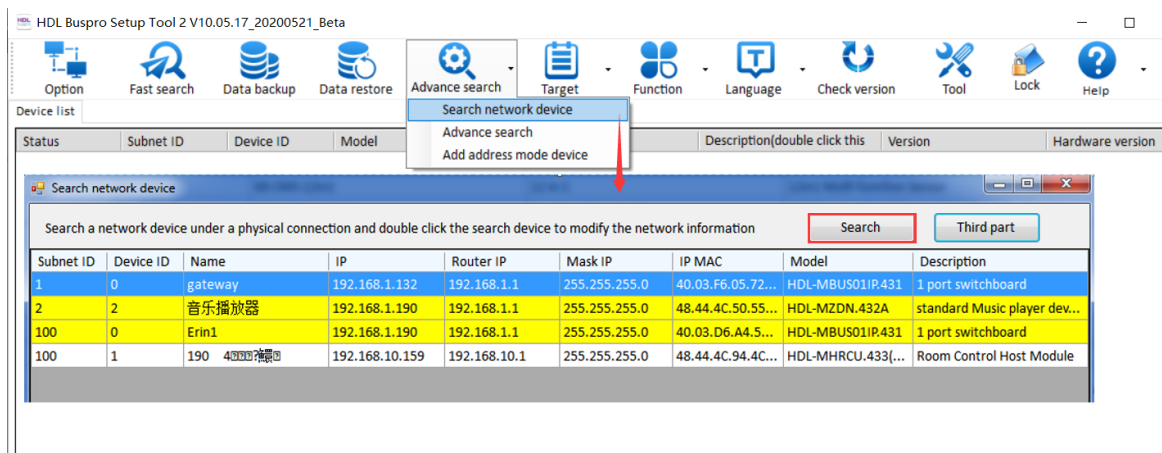 HDL Buspro Setup Tool 2 V10.05.17_20200521_Beta
Option Fast search Data backup Data restore Advance search Target Function Language Check version Tool Lock Help
Device list
Search network device
Advance search
Add address mode device
Status Subnet ID Device ID Model Description(double click this Version Hardware version
Search network device
Search a network device under a physical connection and double click the search device to modify the network information Search Third part
Subnet ID Device ID Name IP Router IP Mask IP IP MAC Model Description
1 0 gateway 192.168.1.132 192.168.1.1 255.255.255.0 40.03.F6.05.72... HDL-MBUS01IP.431 1 port switchboard
2 2 音乐播放器 192.168.1.190 192.168.1.1 255.255.255.0 48.44.4C.50.55... HDL-MZDN.432A standard Music player dev...
100 0 Erin1 192.168.1.190 192.168.1.1 255.255.255.0 40.03.D6.A4.5... HDL-MBUS01IP.431 1 port switchboard
100 1 190 192.168.10.159 192.168.10.1 255.255.255.0 48.44.4C.94.4C... HDL-MHRCU.433(... Room Control Host Module